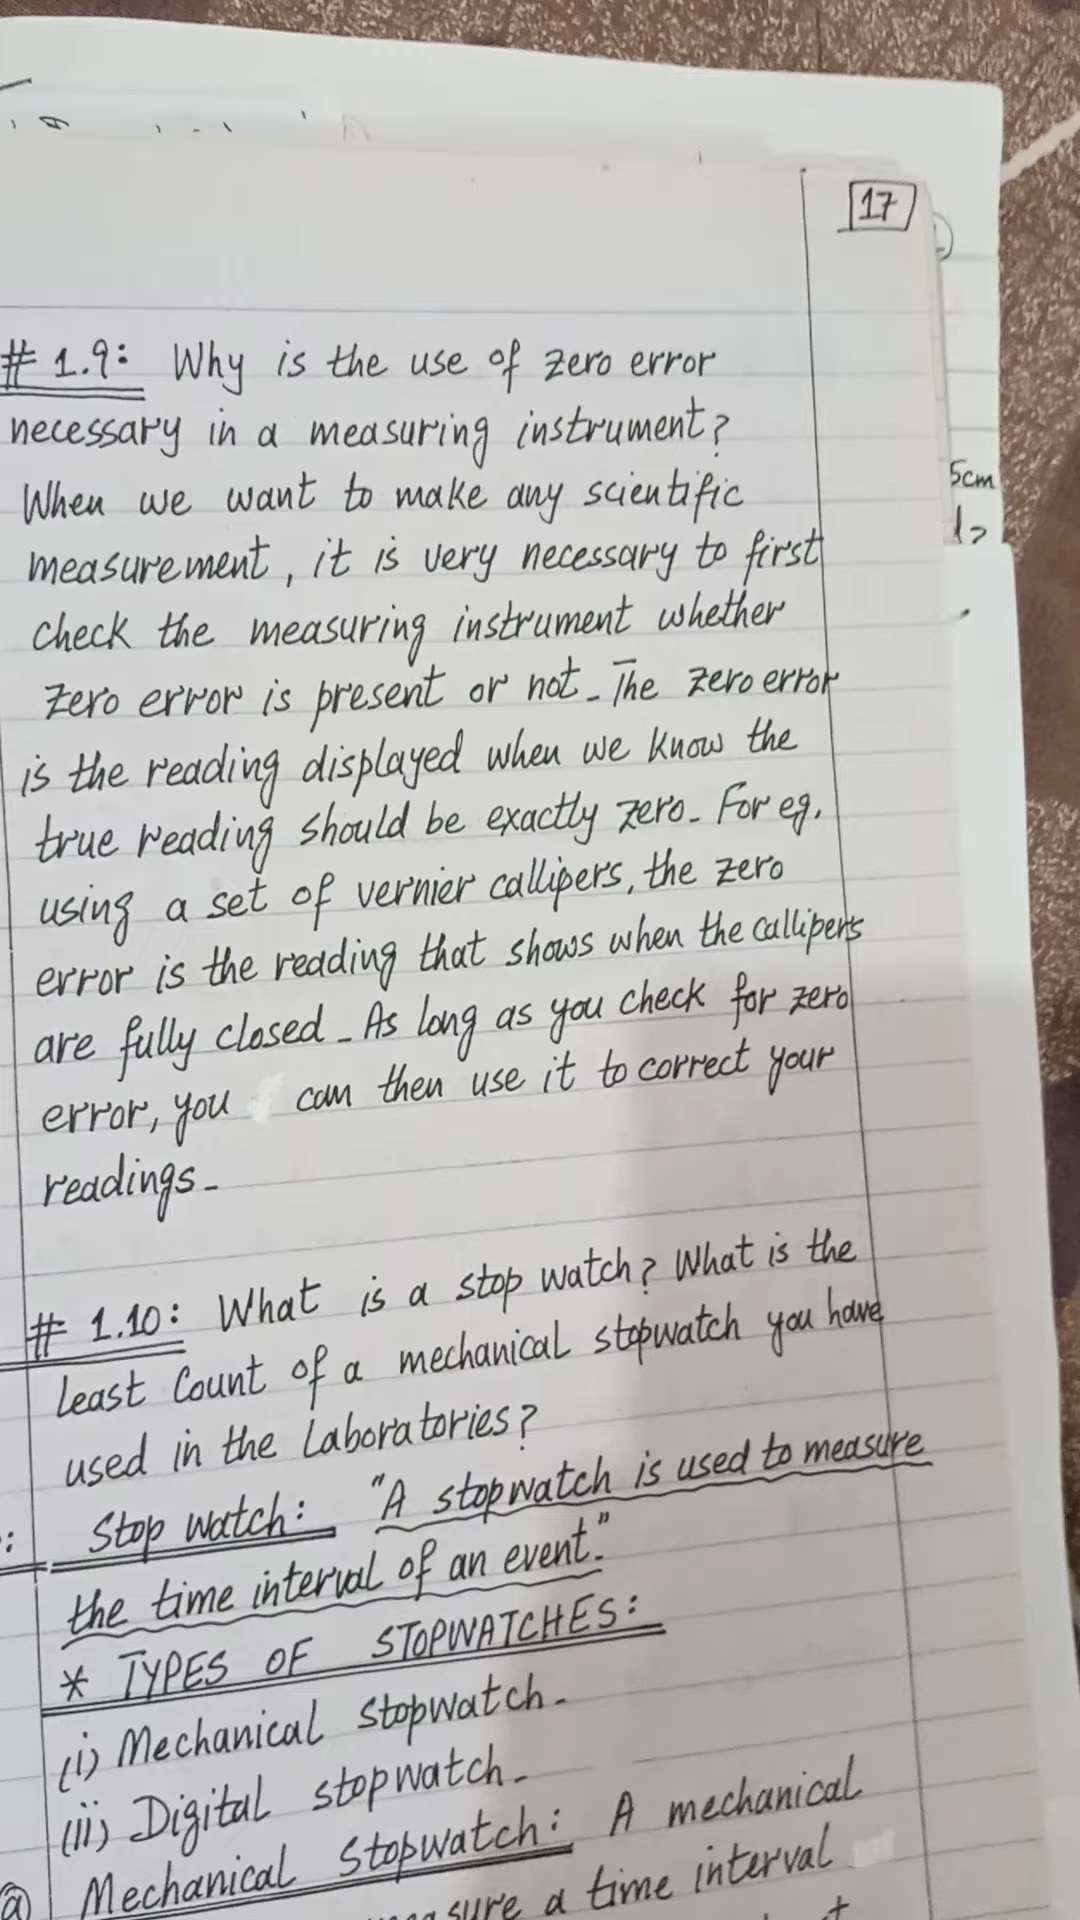 17
# 1.9: Why is the use of zero error
necessary in a measuring instrument?
When we want to make any scientific
measurement, it is very necessary to first
check the measuring instrument whether
zero error is present or not. The zero error
is the reading displayed when we know the
true reading should be exactly zero. For eg.
using a set of vernier callipers, the zero
error is the reading that shows when the callipers
are fully closed. As long as you check for zero
error, you can then use it to correct your
readings.
# 1.10: What is a stop watch? What is the
least count of a mechanical stopwatch you have
used in the Laboratories?
: Stop watch: "A stopwatch is used to measure
the time interval of an event."
* TYPES OF STOPWATCHES:
(i) Mechanical stopwatch.
(ii) Digital stopwatch.
(a) Mechanical Stopwatch: A mechanical
sure a time interval
5cm